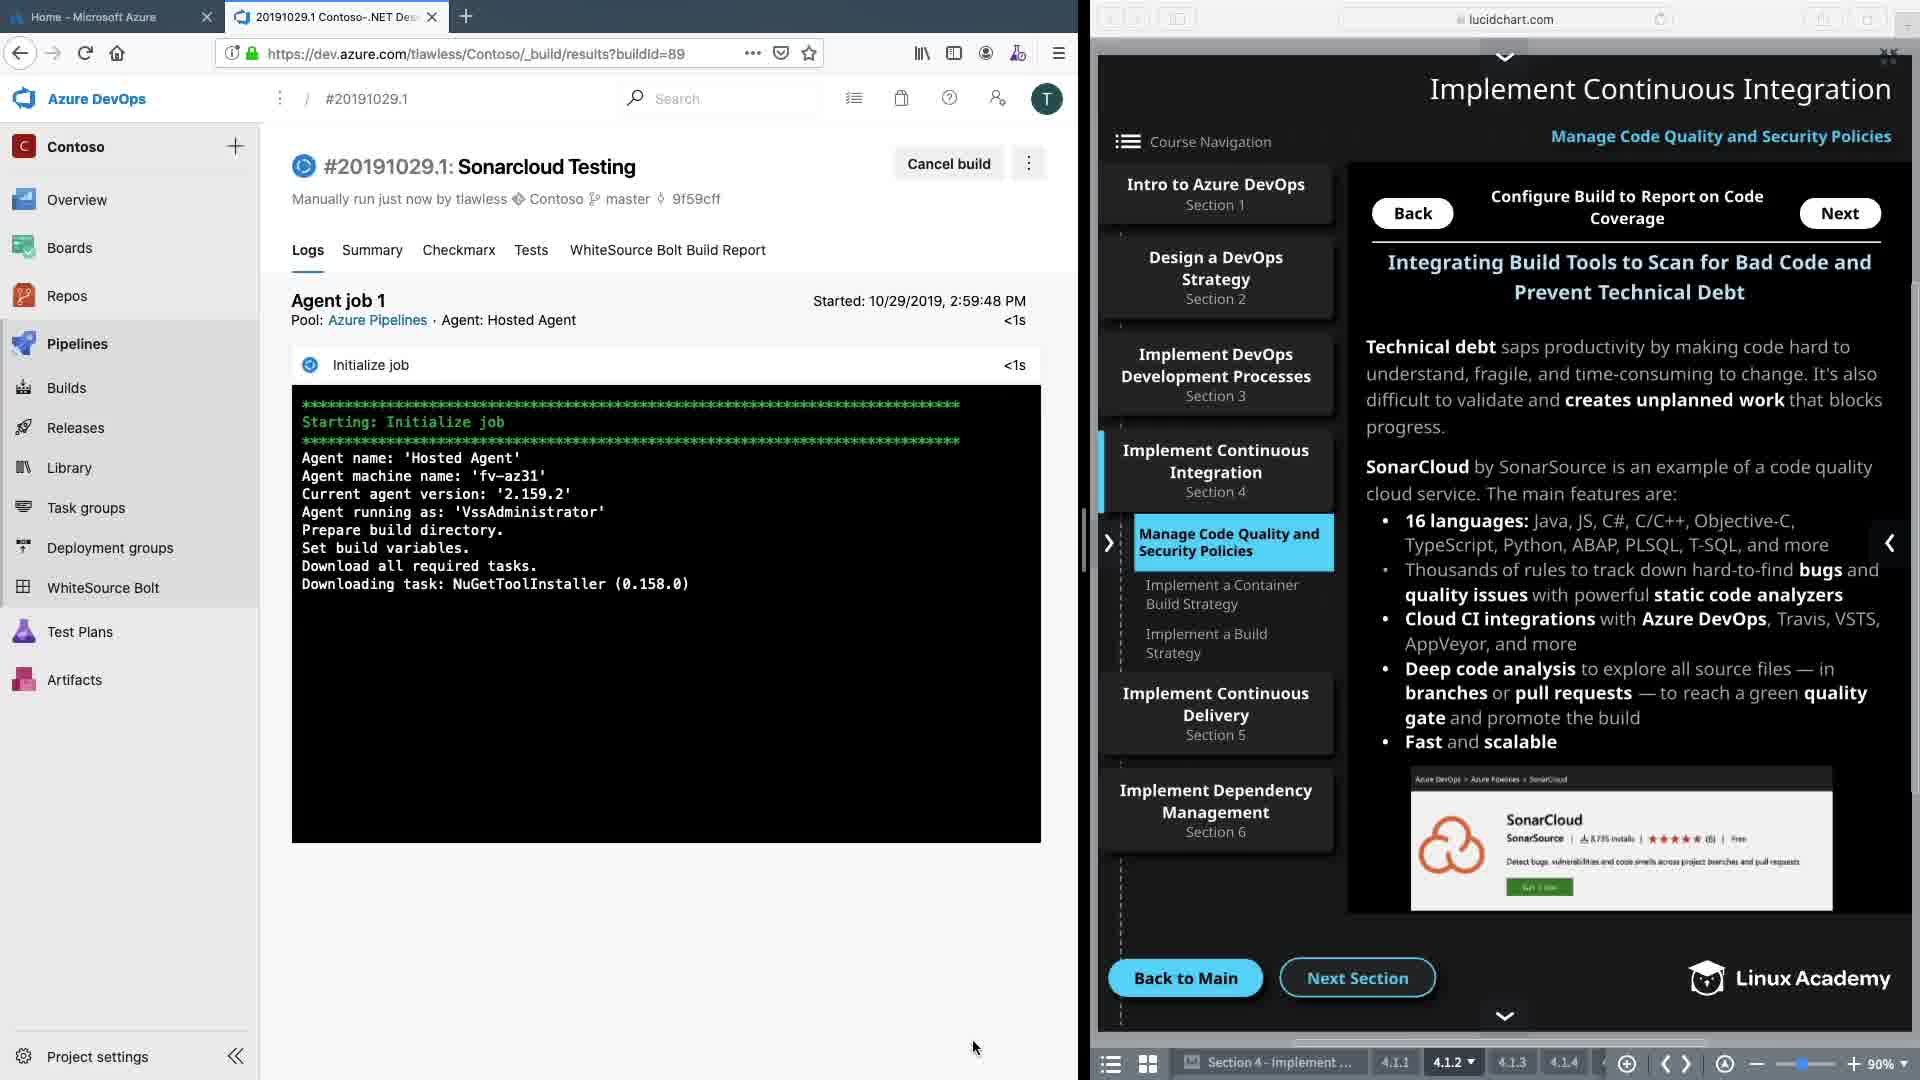 Home - Microsoft Azure
20191029.1 Contoso-.NET Des
https://dev.azure.com/tlawless/Contoso/_build/results?buildId=89
Azure DevOps
/ #20191029.1
Search
T
C Contoso
Overview
Boards
Repos
Pipelines
Builds
Releases
Library
Task groups
Deployment groups
WhiteSource Bolt
Test Plans
Artifacts
Project settings
#20191029.1: Sonarcloud Testing
Cancel build
Manually run just now by tlawless Contoso master 9f59cff
Logs Summary Checkmarx Tests WhiteSource Bolt Build Report
Agent job 1
Started: 10/29/2019, 2:59:48 PM
Pool: Azure Pipelines · Agent: Hosted Agent
<1s
Initialize job
<1s
******************************************************************************
Starting: Initialize job
******************************************************************************
Agent name: 'Hosted Agent'
Agent machine name: 'fv-az31'
Current agent version: '2.159.2'
Agent running as: 'VssAdministrator'
Prepare build directory.
Set build variables.
Download all required tasks.
Downloading task: NuGetToolInstaller (0.158.0)
lucidchart.com
Implement Continuous Integration
Manage Code Quality and Security Policies
Course Navigation
Intro to Azure DevOps
Section 1
Design a DevOps
Strategy
Section 2
Implement DevOps
Development Processes
Section 3
Implement Continuous
Integration
Section 4
Manage Code Quality and
Security Policies
Implement a Container
Build Strategy
Implement a Build
Strategy
Implement Continuous
Delivery
Section 5
Implement Dependency
Management
Section 6
Back
Configure Build to Report on Code
Coverage
Next
Integrating Build Tools to Scan for Bad Code and
Prevent Technical Debt
Technical debt saps productivity by making code hard to
understand, fragile, and time-consuming to change. It's also
difficult to validate and creates unplanned work that blocks
progress.
SonarCloud by SonarSource is an example of a code quality
cloud service. The main features are:
• 16 languages: Java, JS, C#, C/C++, Objective-C,
TypeScript, Python, ABAP, PLSQL, T-SQL, and more
• Thousands of rules to track down hard-to-find bugs and
quality issues with powerful static code analyzers
• Cloud CI integrations with Azure DevOps, Travis, VSTS,
AppVeyor, and more
• Deep code analysis to explore all source files — in
branches or pull requests — to reach a green quality
gate and promote the build
• Fast and scalable
Azure DevOps > Azure Pipelines > SonarCloud
SonarCloud
SonarSource | 8,735 installs | ★★★★★ (6) | Free
Detect bugs, vulnerabilities and code smells across project branches and pull requests
Back to Main
Next Section
Linux Academy
Section 4 - Implement ...
4.1.1
4.1.2
4.1.3
4.1.4
90%